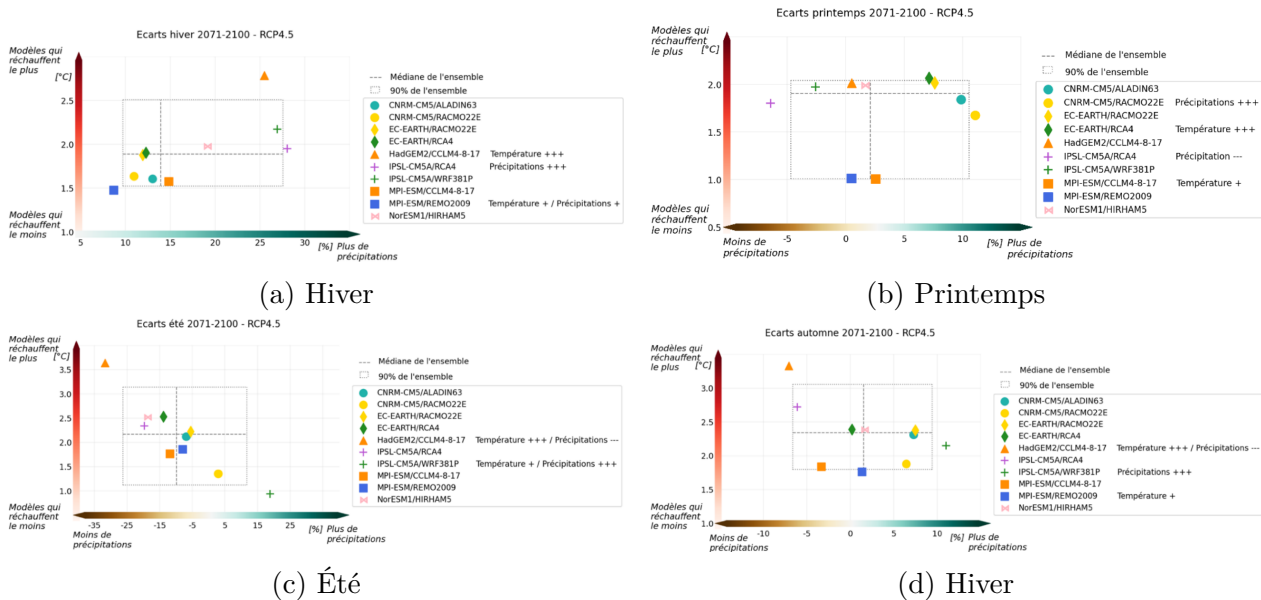 Ecarts hiver 2071-2100 - RCP4.5
Modèles qui
réchauffent
le plus
[°C]
2.5
2.0
1.5
1.0
Modèles qui
réchauffent
le moins
5
10
15
20
25
30
[%]
Plus de
précipitations
Médiane de l'ensemble
90% de l'ensemble
CNRM-CM5/ALADIN63
CNRM-CM5/RACMO22E
EC-EARTH/RACMO22E
EC-EARTH/RCA4
HadGEM2/CCLM4-8-17 Température +++
IPSL-CM5A/RCA4 Précipitations +++
IPSL-CM5A/WRF381P
MPI-ESM/CCLM4-8-17
MPI-ESM/REMO2009 Température + / Précipitations +
NorESM1/HIRHAM5
(a) Hiver
Ecarts printemps 2071-2100 - RCP4.5
Modèles qui
réchauffent
le plus
[°C]
2.0
1.5
1.0
0.5
Modèles qui
réchauffent
le moins
Moins de
précipitations
-5
0
5
10
[%]
Plus de
précipitations
Médiane de l'ensemble
90% de l'ensemble
CNRM-CM5/ALADIN63
CNRM-CM5/RACMO22E Précipitations +++
EC-EARTH/RACMO22E
EC-EARTH/RCA4 Température +++
HadGEM2/CCLM4-8-17
IPSL-CM5A/RCA4 Précipitation ---
IPSL-CM5A/WRF381P
MPI-ESM/CCLM4-8-17 Température +
MPI-ESM/REMO2009
NorESM1/HIRHAM5
(b) Printemps
Ecarts été 2071-2100 - RCP4.5
Modèles qui
réchauffent
le plus
[°C]
3.5
3.0
2.5
2.0
1.5
1.0
Modèles qui
réchauffent
le moins
-35
-25
-15
-5
5
15
25
Moins de
précipitations
[%]
Plus de
précipitations
Médiane de l'ensemble
90% de l'ensemble
CNRM-CM5/ALADIN63
CNRM-CM5/RACMO22E
EC-EARTH/RACMO22E
EC-EARTH/RCA4
HadGEM2/CCLM4-8-17 Température +++ / Précipitations ---
IPSL-CM5A/RCA4
IPSL-CM5A/WRF381P Température + / Précipitations +++
MPI-ESM/CCLM4-8-17
MPI-ESM/REMO2009
NorESM1/HIRHAM5
(c) Été
Ecarts automne 2071-2100 - RCP4.5
Modèles qui
réchauffent
le plus
[°C]
3.0
2.5
2.0
1.5
1.0
Modèles qui
réchauffent
le moins
-10
-5
0
5
10
Moins de
précipitations
[%]
Plus de
précipitations
Médiane de l'ensemble
90% de l'ensemble
CNRM-CM5/ALADIN63
CNRM-CM5/RACMO22E
EC-EARTH/RACMO22E
EC-EARTH/RCA4
HadGEM2/CCLM4-8-17 Température +++ / Précipitations ---
IPSL-CM5A/RCA4
IPSL-CM5A/WRF381P Précipitations +++
MPI-ESM/CCLM4-8-17
MPI-ESM/REMO2009 Température +
NorESM1/HIRHAM5
(d) Hiver